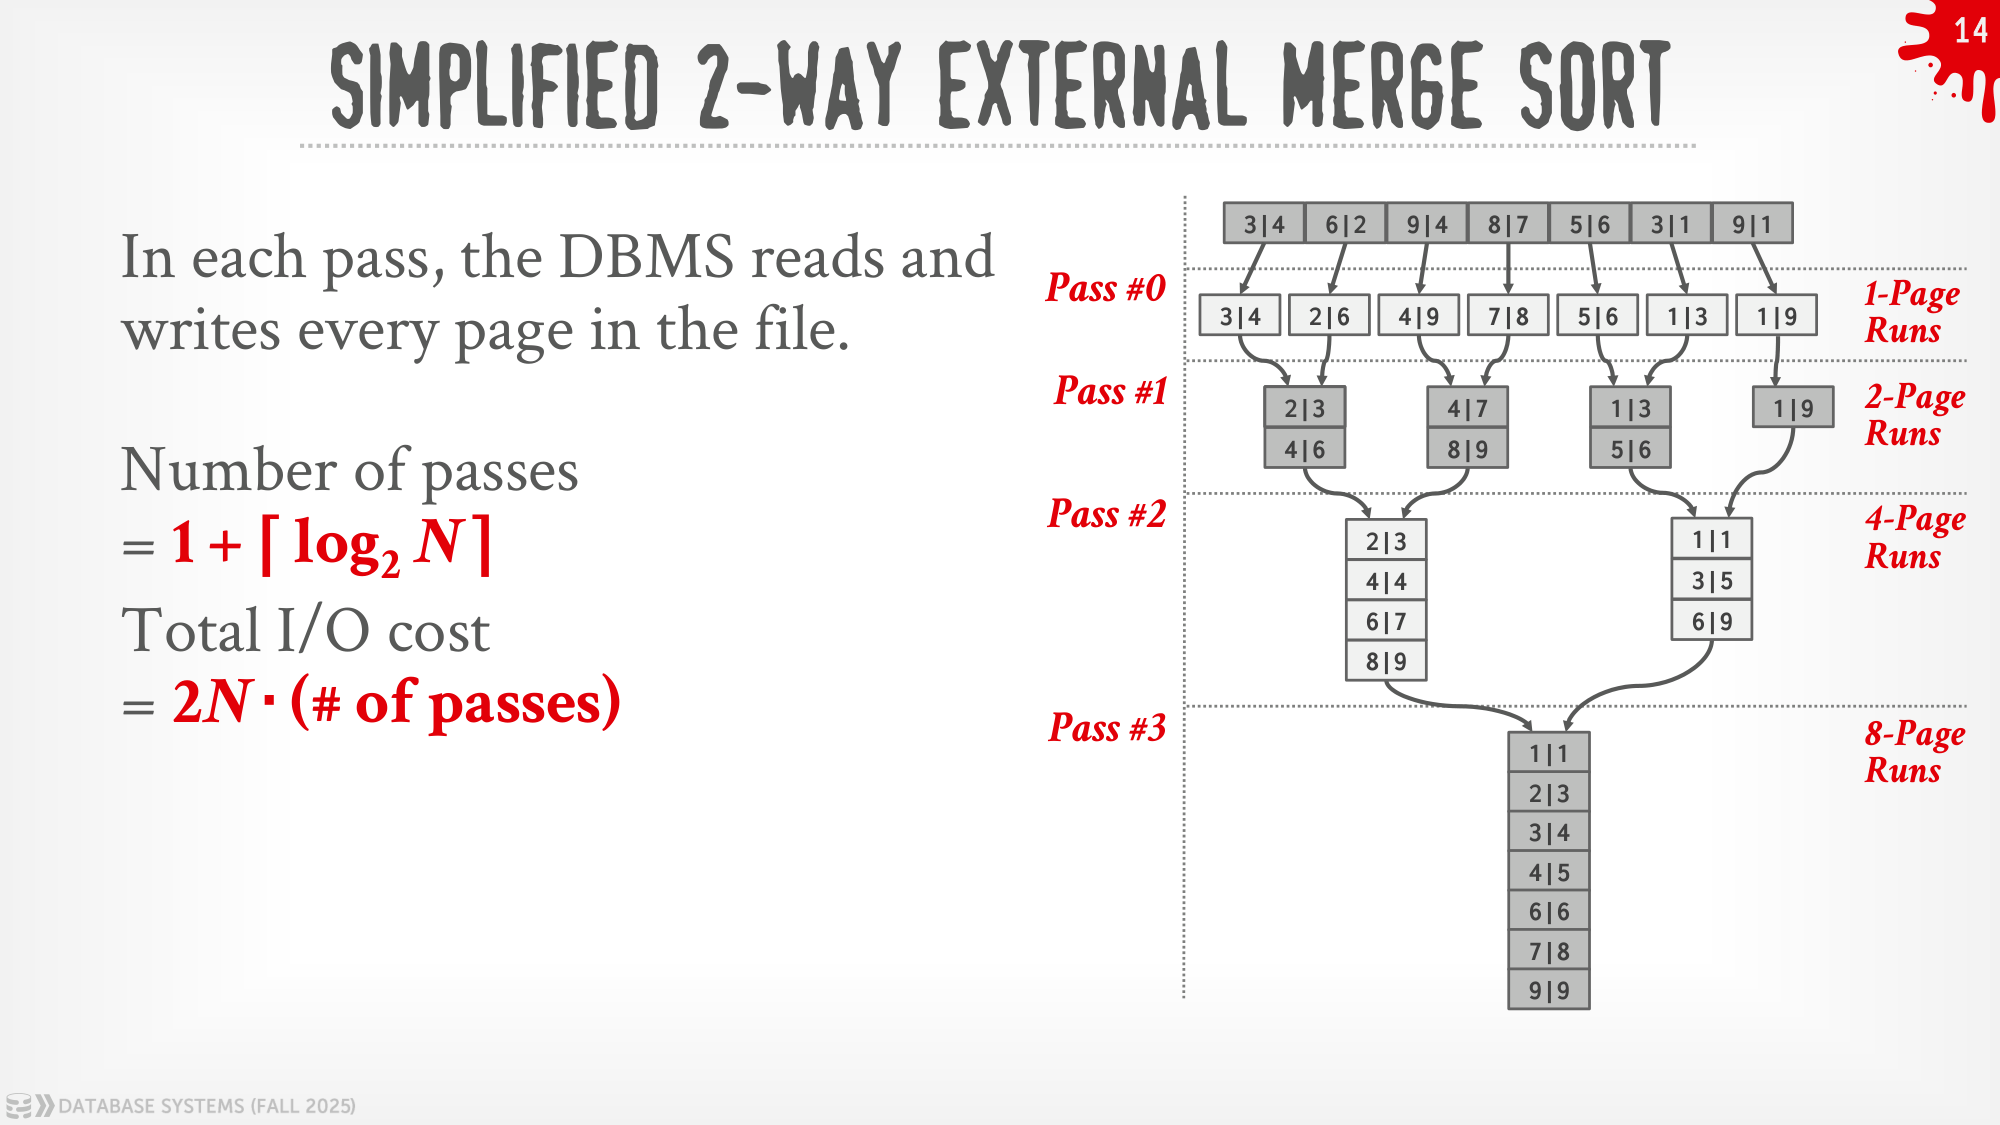 14
SIMPLIFIED 2-WAY EXTERNAL MERGE SORT
In each pass, the DBMS reads and
writes every page in the file.
Number of passes
= 1 + ⌈ log₂ N ⌉
Total I/O cost
= 2N · (# of passes)
3|4 6|2 9|4 8|7 5|6 3|1 9|1
Pass #0
3|4 2|6 4|9 7|8 5|6 1|3 1|9
1-Page
Runs
Pass #1
2|3 4|7 1|3 1|9
4|6 8|9 5|6
2-Page
Runs
Pass #2
2|3 1|1
4|4 3|5
6|7 6|9
8|9
4-Page
Runs
Pass #3
1|1
2|3
3|4
4|5
6|6
7|8
9|9
8-Page
Runs
DATABASE SYSTEMS (FALL 2025)